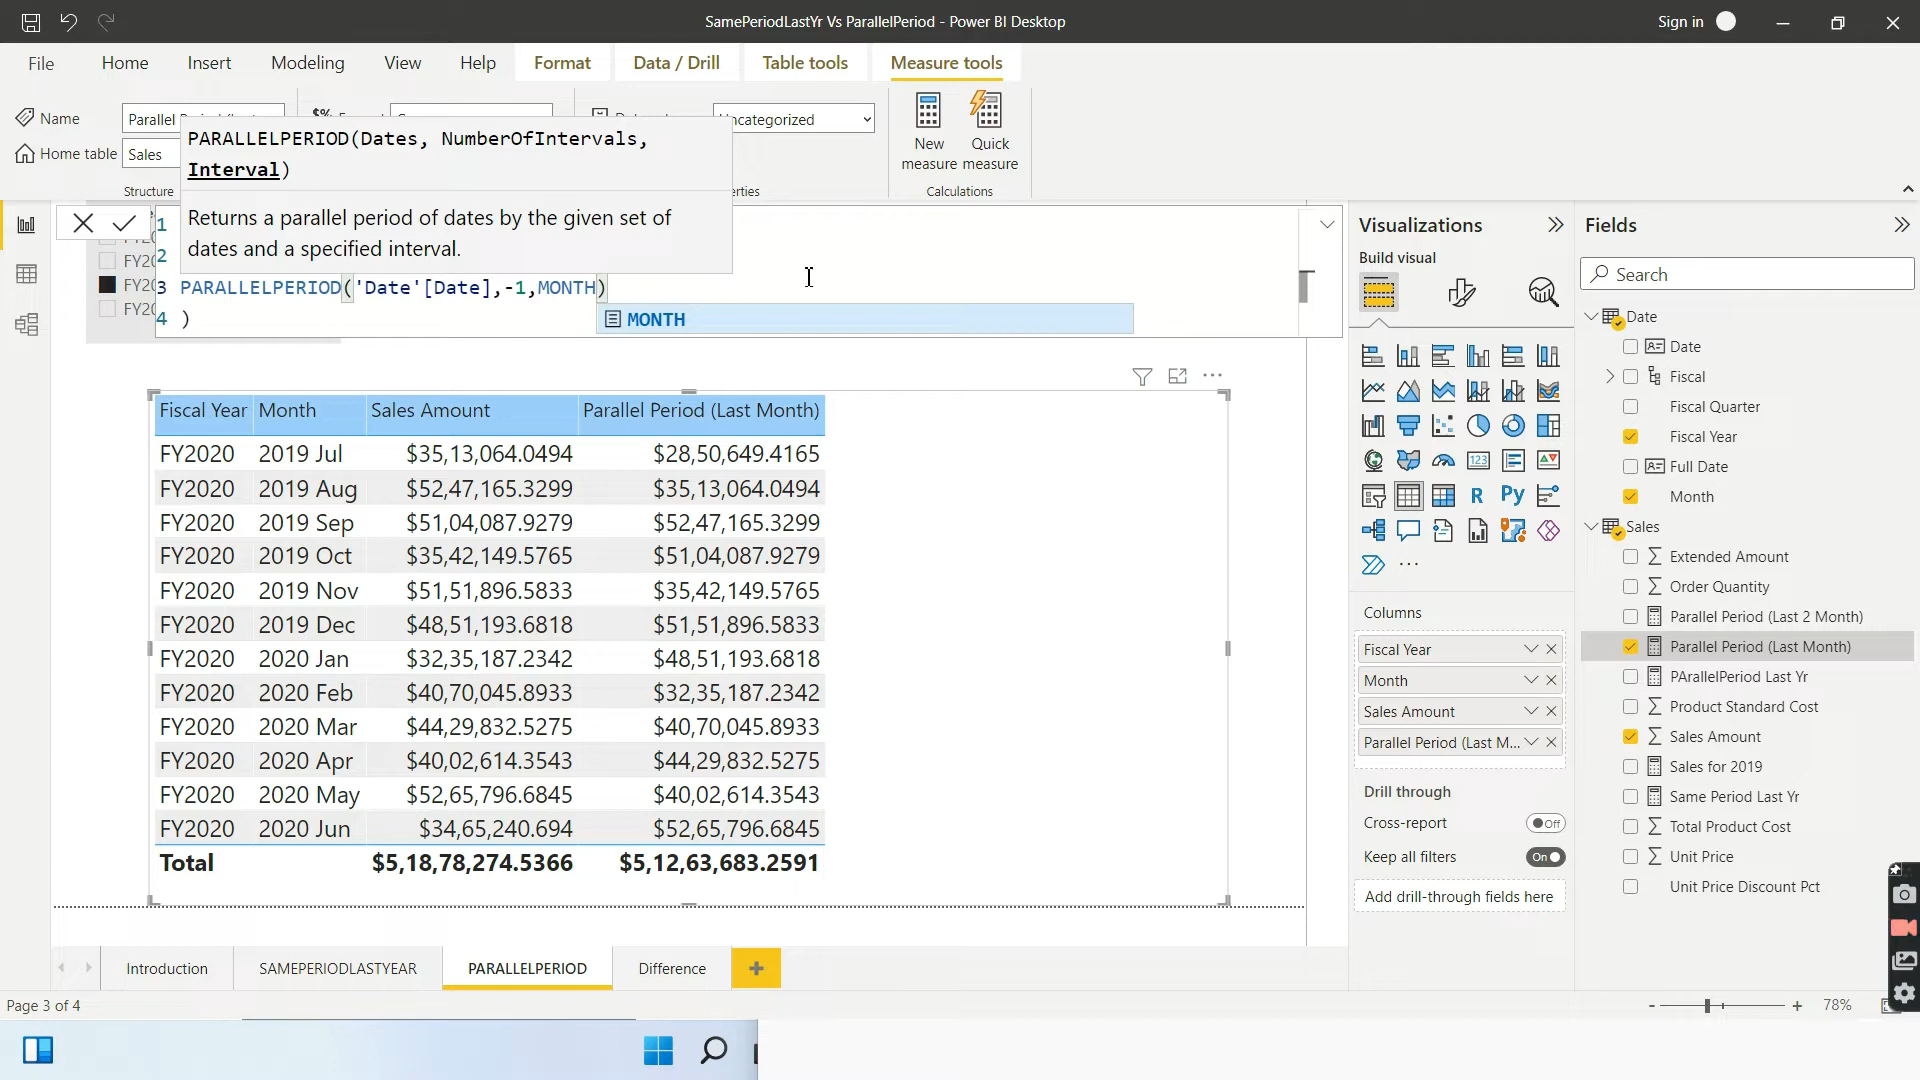 SamePeriodLastYr Vs ParallelPeriod - Power BI Desktop
Sign in
File Home Insert Modeling View Help Format Data / Drill Table tools Measure tools
Name
Parallel
Uncategorized
Home table
Sales
Structure
New measure
Quick measure
Calculations
PARALLELPERIOD(Dates, NumberOfIntervals,
Interval)
Returns a parallel period of dates by the given set of
dates and a specified interval.
1
2
3 PARALLELPERIOD('Date'[Date],-1,MONTH)
4 )
MONTH
Fiscal Year Month Sales Amount Parallel Period (Last Month)
FY2020 2019 Jul $35,13,064.0494 $28,50,649.4165
FY2020 2019 Aug $52,47,165.3299 $35,13,064.0494
FY2020 2019 Sep $51,04,087.9279 $52,47,165.3299
FY2020 2019 Oct $35,42,149.5765 $51,04,087.9279
FY2020 2019 Nov $51,51,896.5833 $35,42,149.5765
FY2020 2019 Dec $48,51,193.6818 $51,51,896.5833
FY2020 2020 Jan $32,35,187.2342 $48,51,193.6818
FY2020 2020 Feb $40,70,045.8933 $32,35,187.2342
FY2020 2020 Mar $44,29,832.5275 $40,70,045.8933
FY2020 2020 Apr $40,02,614.3543 $44,29,832.5275
FY2020 2020 May $52,65,796.6845 $40,02,614.3543
FY2020 2020 Jun $34,65,240.694 $52,65,796.6845
Total $5,18,78,274.5366 $5,12,63,683.2591
Visualizations
Build visual
123
R
Py
Columns
Fiscal Year
Month
Sales Amount
Parallel Period (Last M...
Drill through
Cross-report Off
Keep all filters On
Add drill-through fields here
Fields
Search
Date
Date
Fiscal
Fiscal Quarter
Fiscal Year
Full Date
Month
Sales
Extended Amount
Order Quantity
Parallel Period (Last 2 Month)
Parallel Period (Last Month)
PArallelPeriod Last Yr
Product Standard Cost
Sales Amount
Sales for 2019
Same Period Last Yr
Total Product Cost
Unit Price
Unit Price Discount Pct
Introduction SAMEPERIODLASTYEAR PARALLELPERIOD Difference
Page 3 of 4
- + 78%